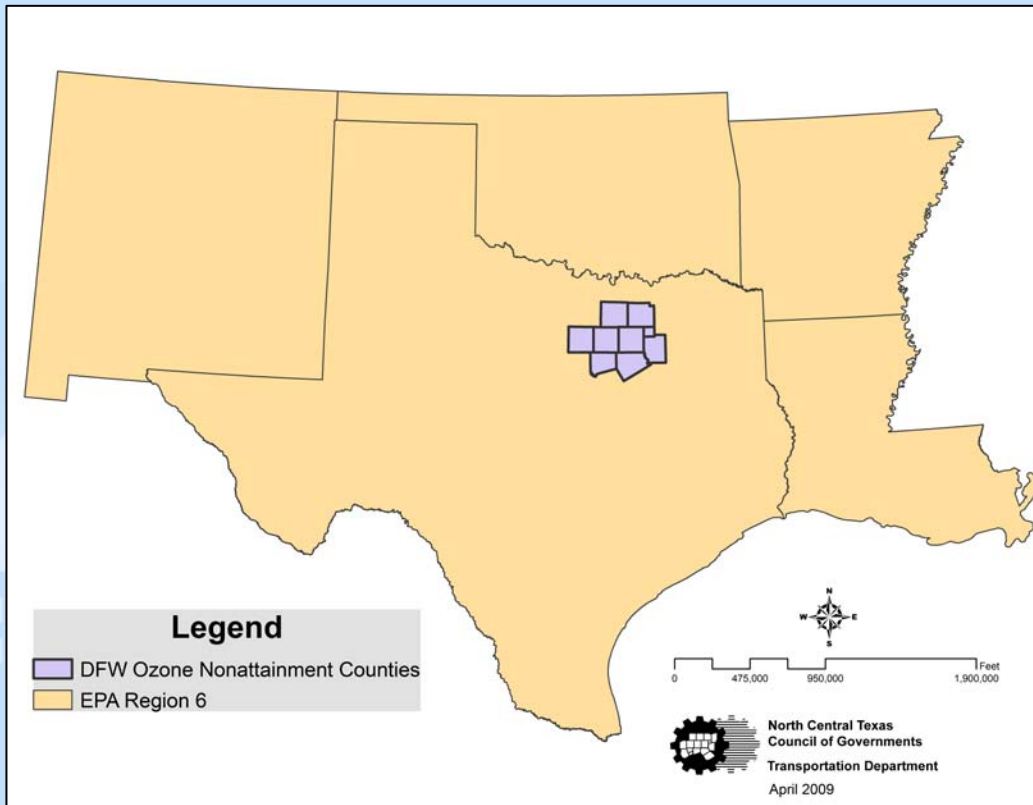 Legend
DFW Ozone Nonattainment Counties
EPA Region 6
N
W E
S
Feet
0 475,000 950,000 1,900,000
North Central Texas
Council of Governments
Transportation Department
April 2009